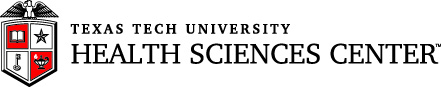 TEXAS TECH UNIVERSITY
HEALTH SCIENCES CENTER™